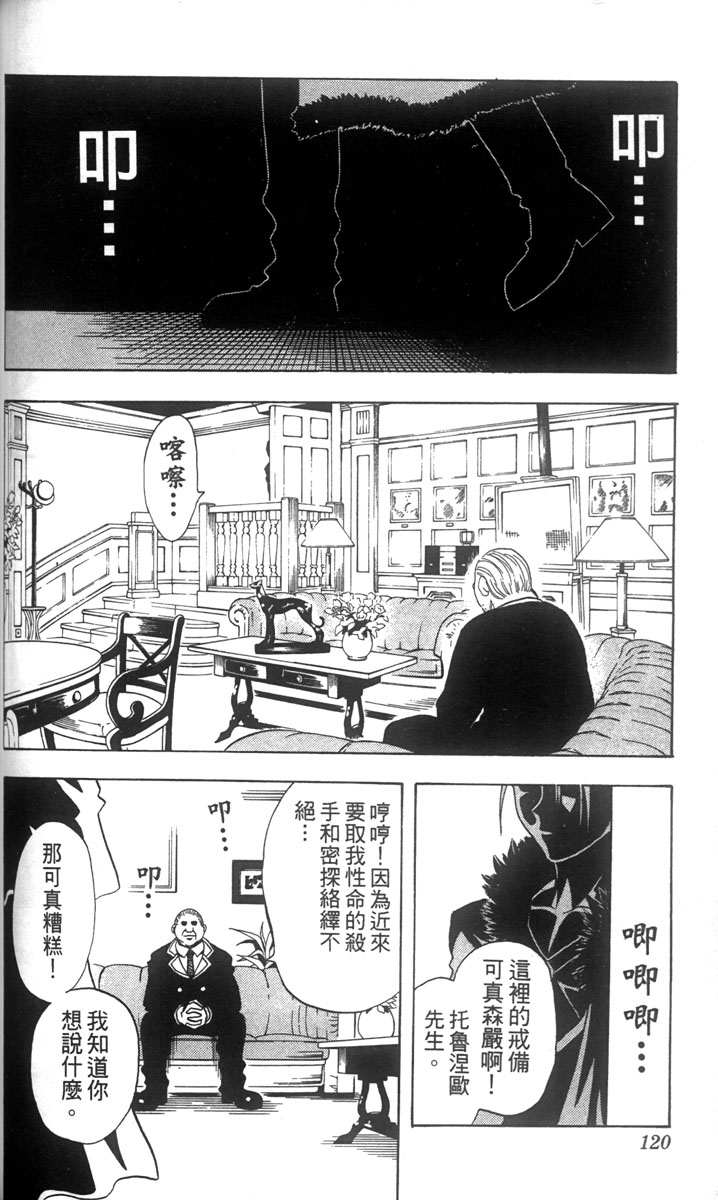 叩…
叩…
喀嚓…
唧唧唧…
這裡的戒備
可真森嚴啊！
托魯涅歐
先生。
哼哼！因為近來
要取我性命的殺
手和密探絡繹不
絕…
叩…
叩…
那可真糟糕！
我知道你
想說什麼。
120